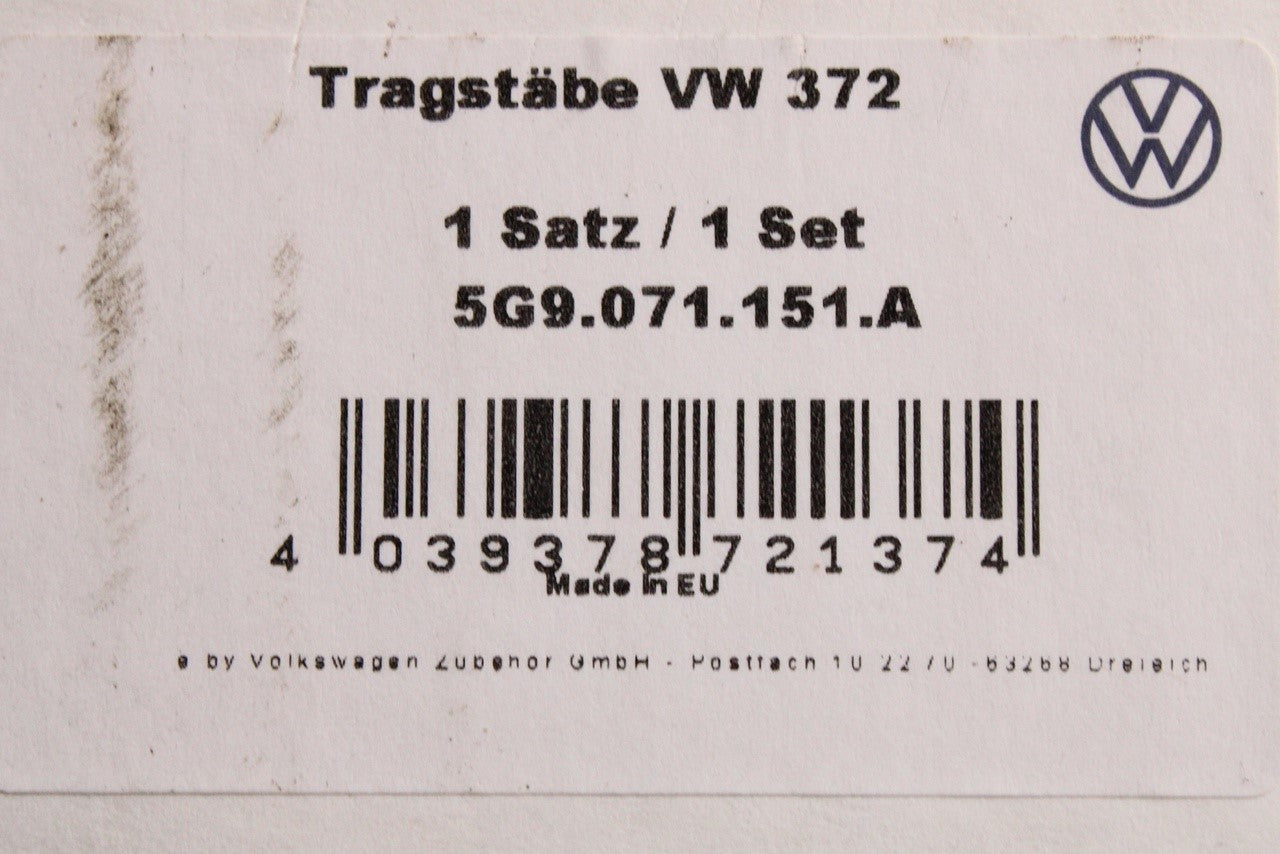 Tragstäbe VW 372
1 Satz / 1 Set
5G9.071.151.A
4 039378 721374
Made in EU
e by Volkswagen Zubehör GmbH - Postfach 10 22 70 - 63268 Dreieich